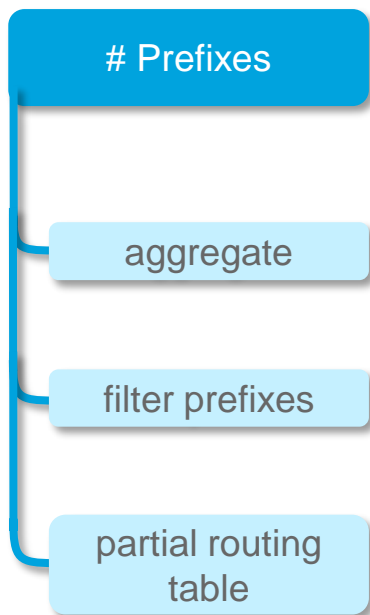 # Prefixes
aggregate
filter prefixes
partial routing
table